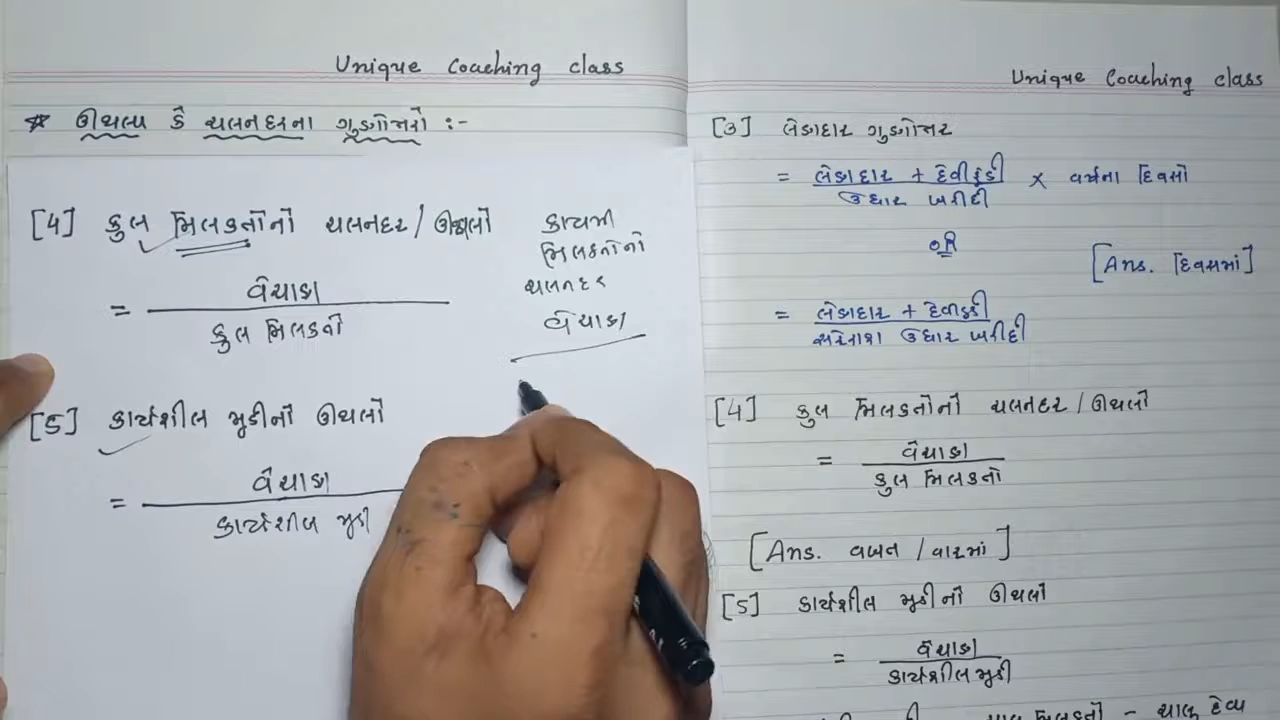 Unique Coaching class
* ઊથલા કે ચલનદરના ગુણોત્તરો :-
[4] કુલ મિલકતોનો ચલનદર / ઊથલો
= વેચાણ
કુલ મિલકતો
કાયમી
મિલકતોનો
ચલનદર
વેચાણ
[5] કાર્યશીલ મૂડીનો ઊથલો
= વેચાણ
કાર્યશીલ મૂડી
Unique Coaching class
[3] લેણદાર ગુણોત્તર
= લેણદાર + દેવીહૂંડી × વર્ષના દિવસો
ઉધાર ખરીદી
OR
[Ans. દિવસમાં]
= લેણદાર + દેવીહૂંડી
સરેરાશ ઉધાર ખરીદી
[4] કુલ મિલકતોનો ચલનદર / ઊથલો
= વેચાણ
કુલ મિલકતો
[Ans. વખત / વારમાં]
[5] કાર્યશીલ મૂડીનો ઊથલો
= વેચાણ
કાર્યશીલ મૂડી
ચાલુ મિલકતો - ચાલુ